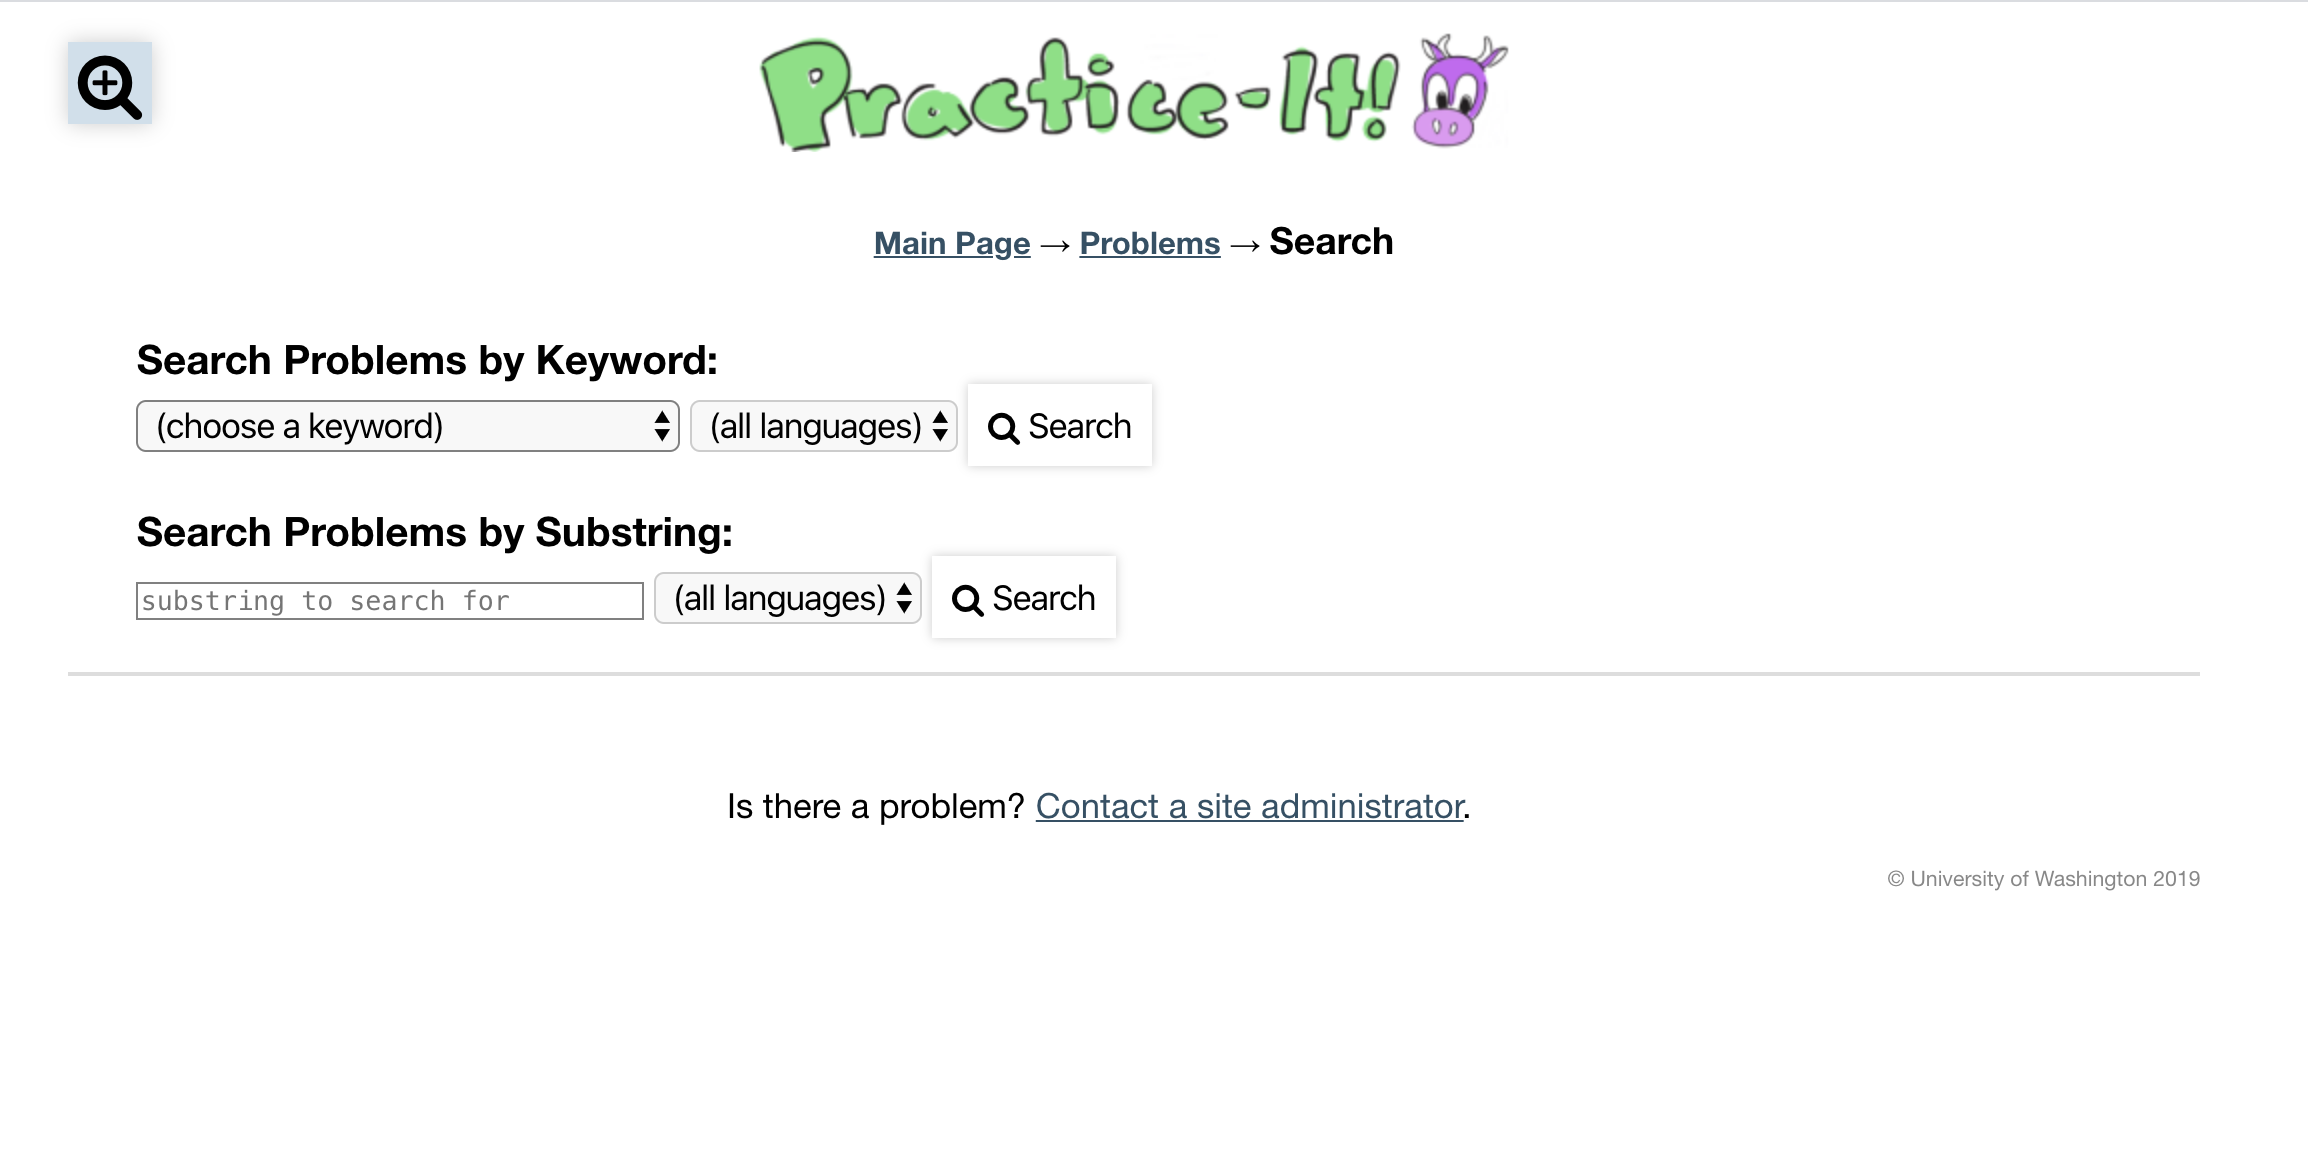 Practice-It!
Main Page → Problems → Search
Search Problems by Keyword:
(choose a keyword) (all languages) Search
Search Problems by Substring:
substring to search for (all languages) Search
Is there a problem? Contact a site administrator.
© University of Washington 2019